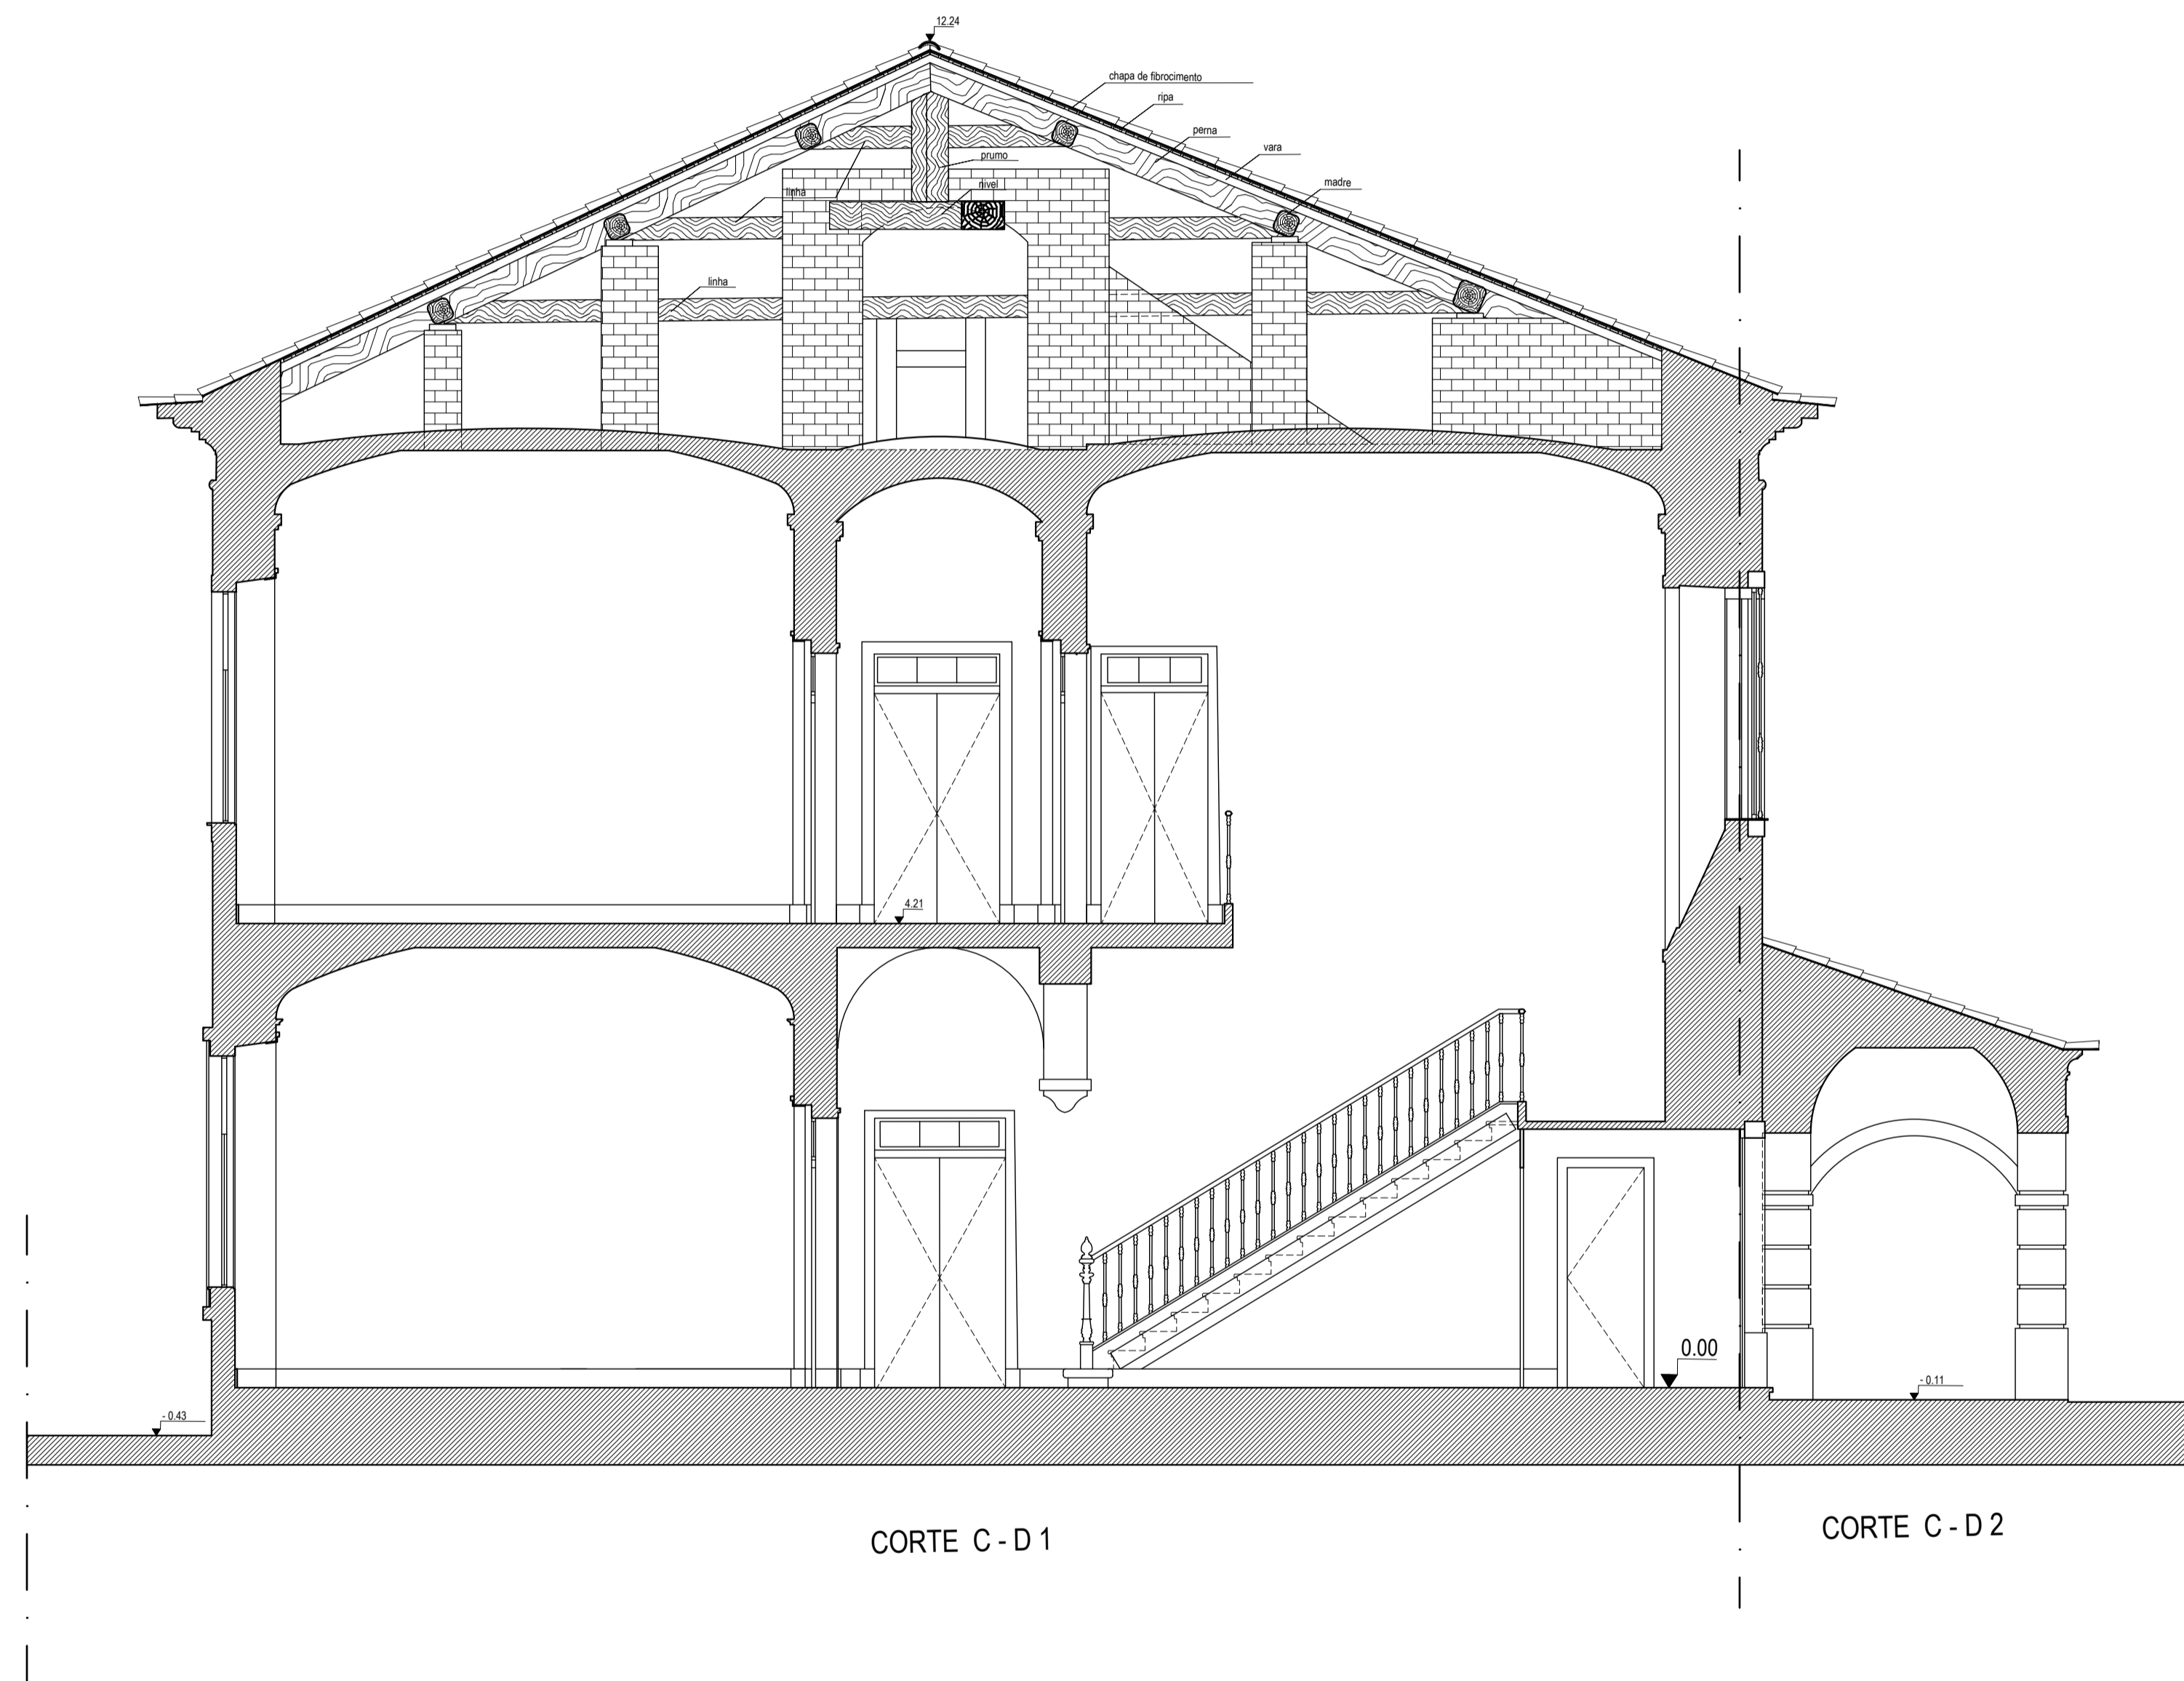 12.24
chapa de fibrocimento
ripa
perna
vara
prumo
madre
nivel
linha
linha
4.21
0.00
- 0.11
- 0.43
CORTE C - D 1
CORTE C - D 2